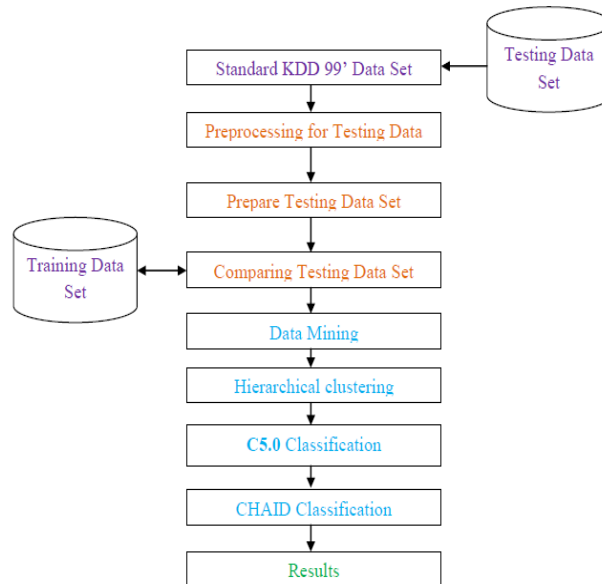 Testing Data
Set
Standard KDD 99’ Data Set
Preprocessing for Testing Data
Prepare Testing Data Set
Training Data
Set
Comparing Testing Data Set
Data Mining
Hierarchical clustering
C5.0 Classification
CHAID Classification
Results